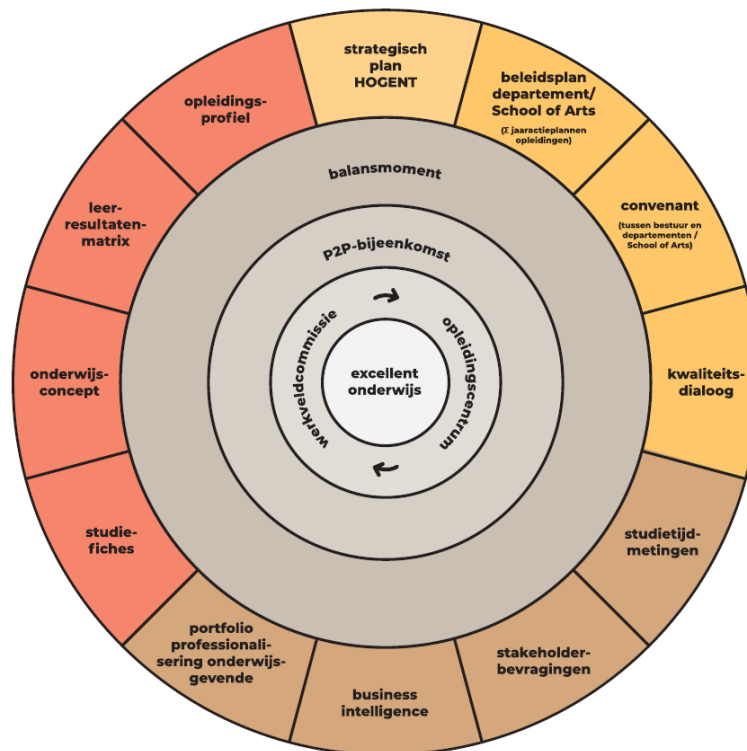 strategisch
plan
HOGENT
beleidsplan
departement/
School of Arts
(Σ jaaractieplannen
opleidingen)
convenant
(tussen bestuur en
departementen /
School of Arts)
kwaliteits-
dialoog
studietijd-
metingen
stakeholder-
bevragingen
business
intelligence
portfolio
professionali-
sering onderwijs-
gevende
studie-
fiches
onderwijs-
concept
leer-
resultaten-
matrix
opleidings-
profiel
balansmoment
P2P-bijeenkomst
werkveldcommissie
opleidingscentrum
excellent
onderwijs